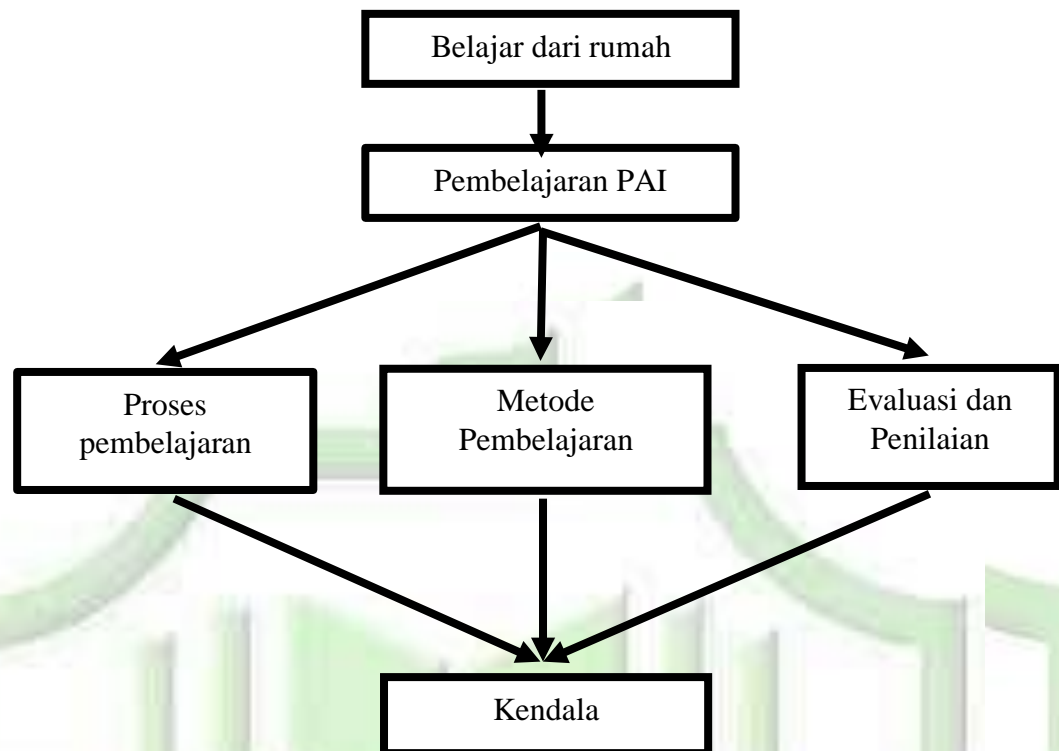 Belajar dari rumah
Pembelajaran PAI
Proses
pembelajaran
Metode
Pembelajaran
Evaluasi dan
Penilaian
Kendala